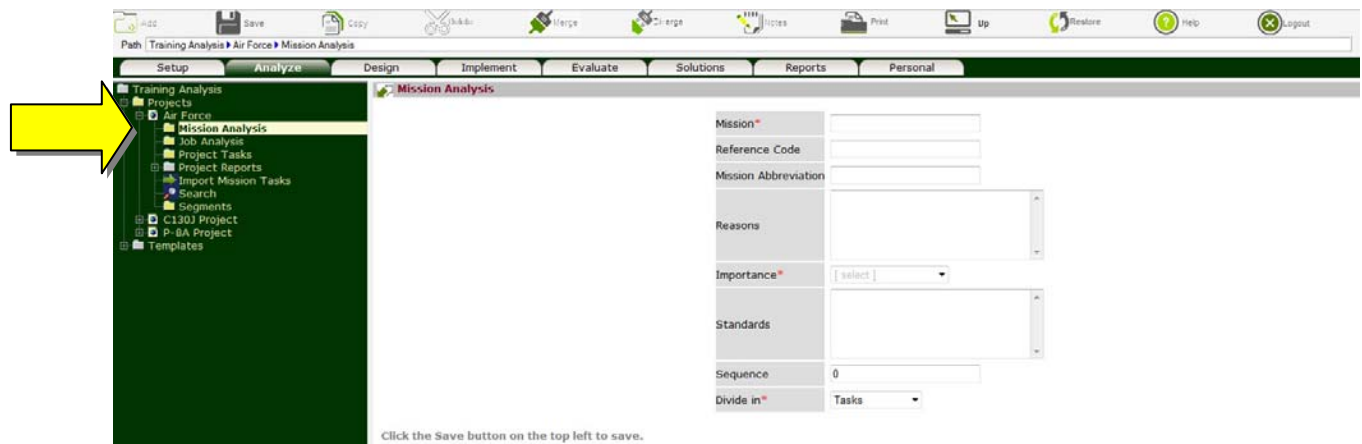 Add Save Copy Merge Notes Print Up Restore Help Logout
Path Training Analysis Air Force Mission Analysis
Setup Analyze Design Implement Evaluate Solutions Reports Personal
Training Analysis
Projects
Air Force
Mission Analysis
Job Analysis
Project Tasks
Project Reports
Import Mission Tasks
Search
Segments
C130J Project
P-8A Project
Templates
Mission Analysis
Mission*
Reference Code
Mission Abbreviation
Reasons
Importance* [ select ]
Standards
Sequence 0
Divide in* Tasks
Click the Save button on the top left to save.